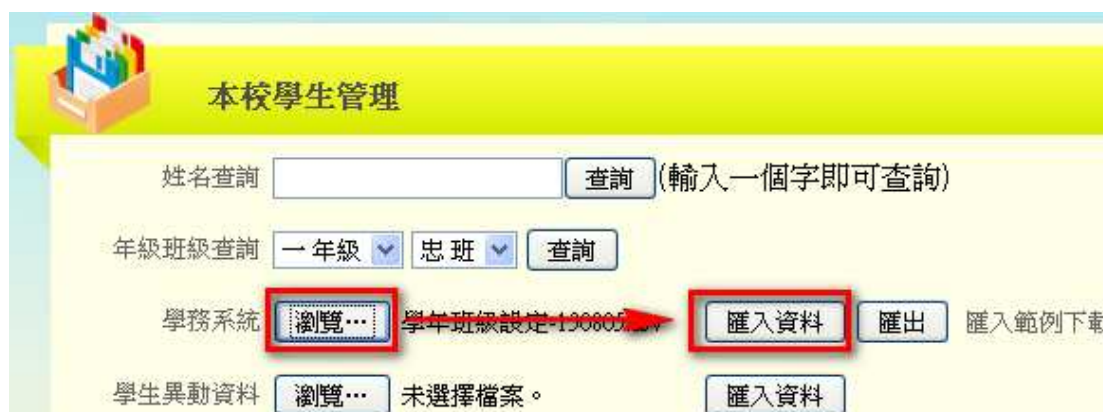 本校學生管理
姓名查詢 查詢 (輸入一個字即可查詢)
年級班級查詢 一年級 忠班 查詢
學務系統 瀏覽… 學年班級設定 匯入資料 匯出 匯入範例下載
學生異動資料 瀏覽… 未選擇檔案。 匯入資料